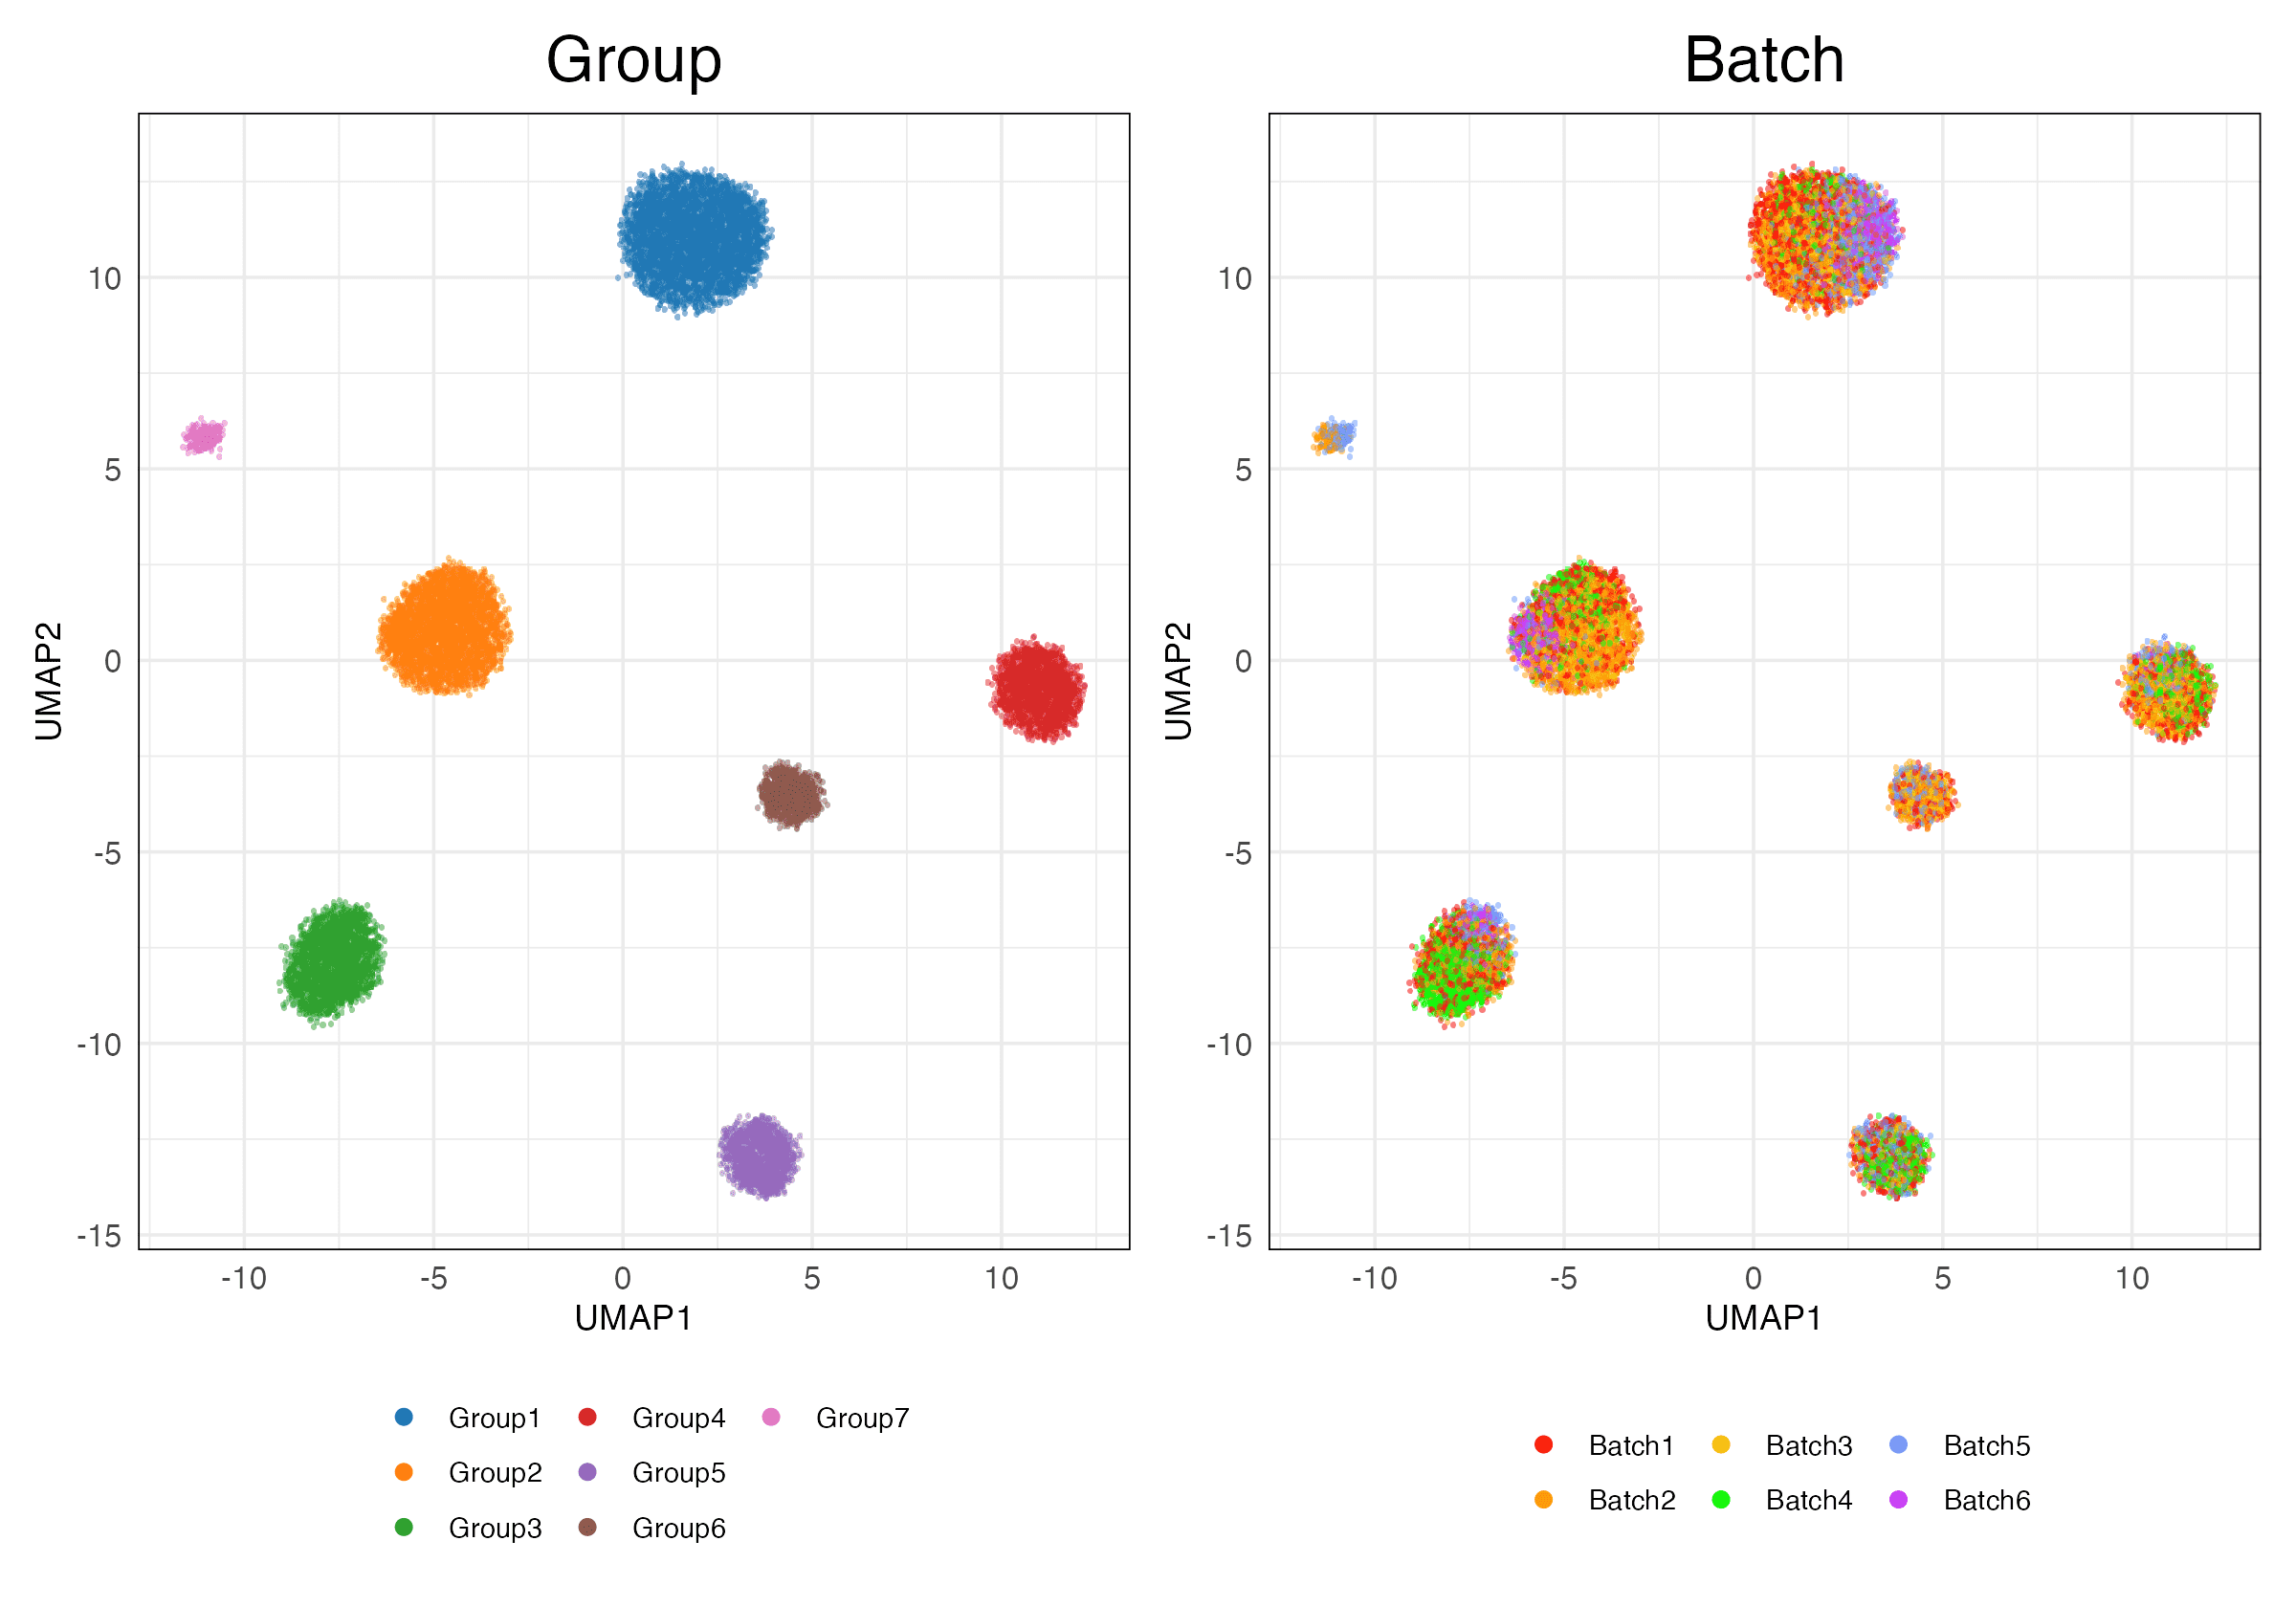 Group
Batch
10
5
0
-5
-10
-15
UMAP2
-10
-5
0
5
10
UMAP1
10
5
0
-5
-10
-15
UMAP2
-10
-5
0
5
10
UMAP1
Group1 Group4 Group7
Group2 Group5
Group3 Group6
Batch1 Batch3 Batch5
Batch2 Batch4 Batch6